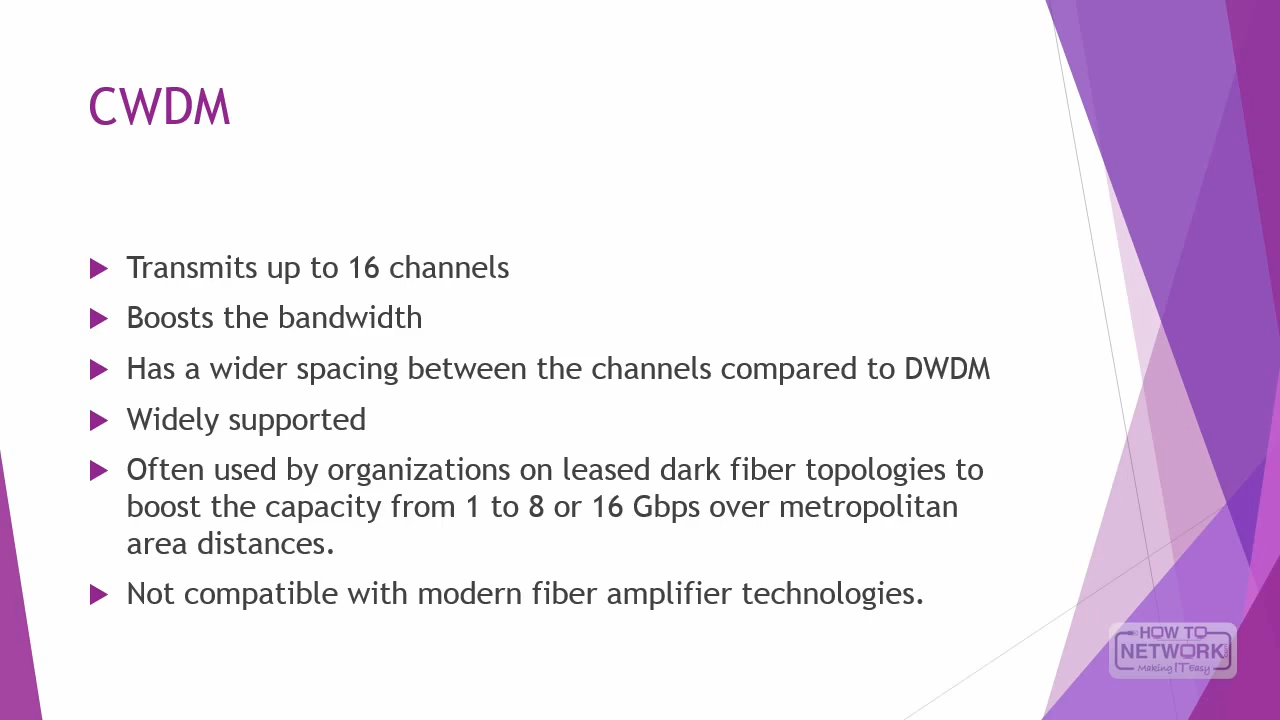 CWDM
Transmits up to 16 channels
Boosts the bandwidth
Has a wider spacing between the channels compared to DWDM
Widely supported
Often used by organizations on leased dark fiber topologies to
boost the capacity from 1 to 8 or 16 Gbps over metropolitan
area distances.
Not compatible with modern fiber amplifier technologies.
HOW TO
NETWORK
Making IT Easy